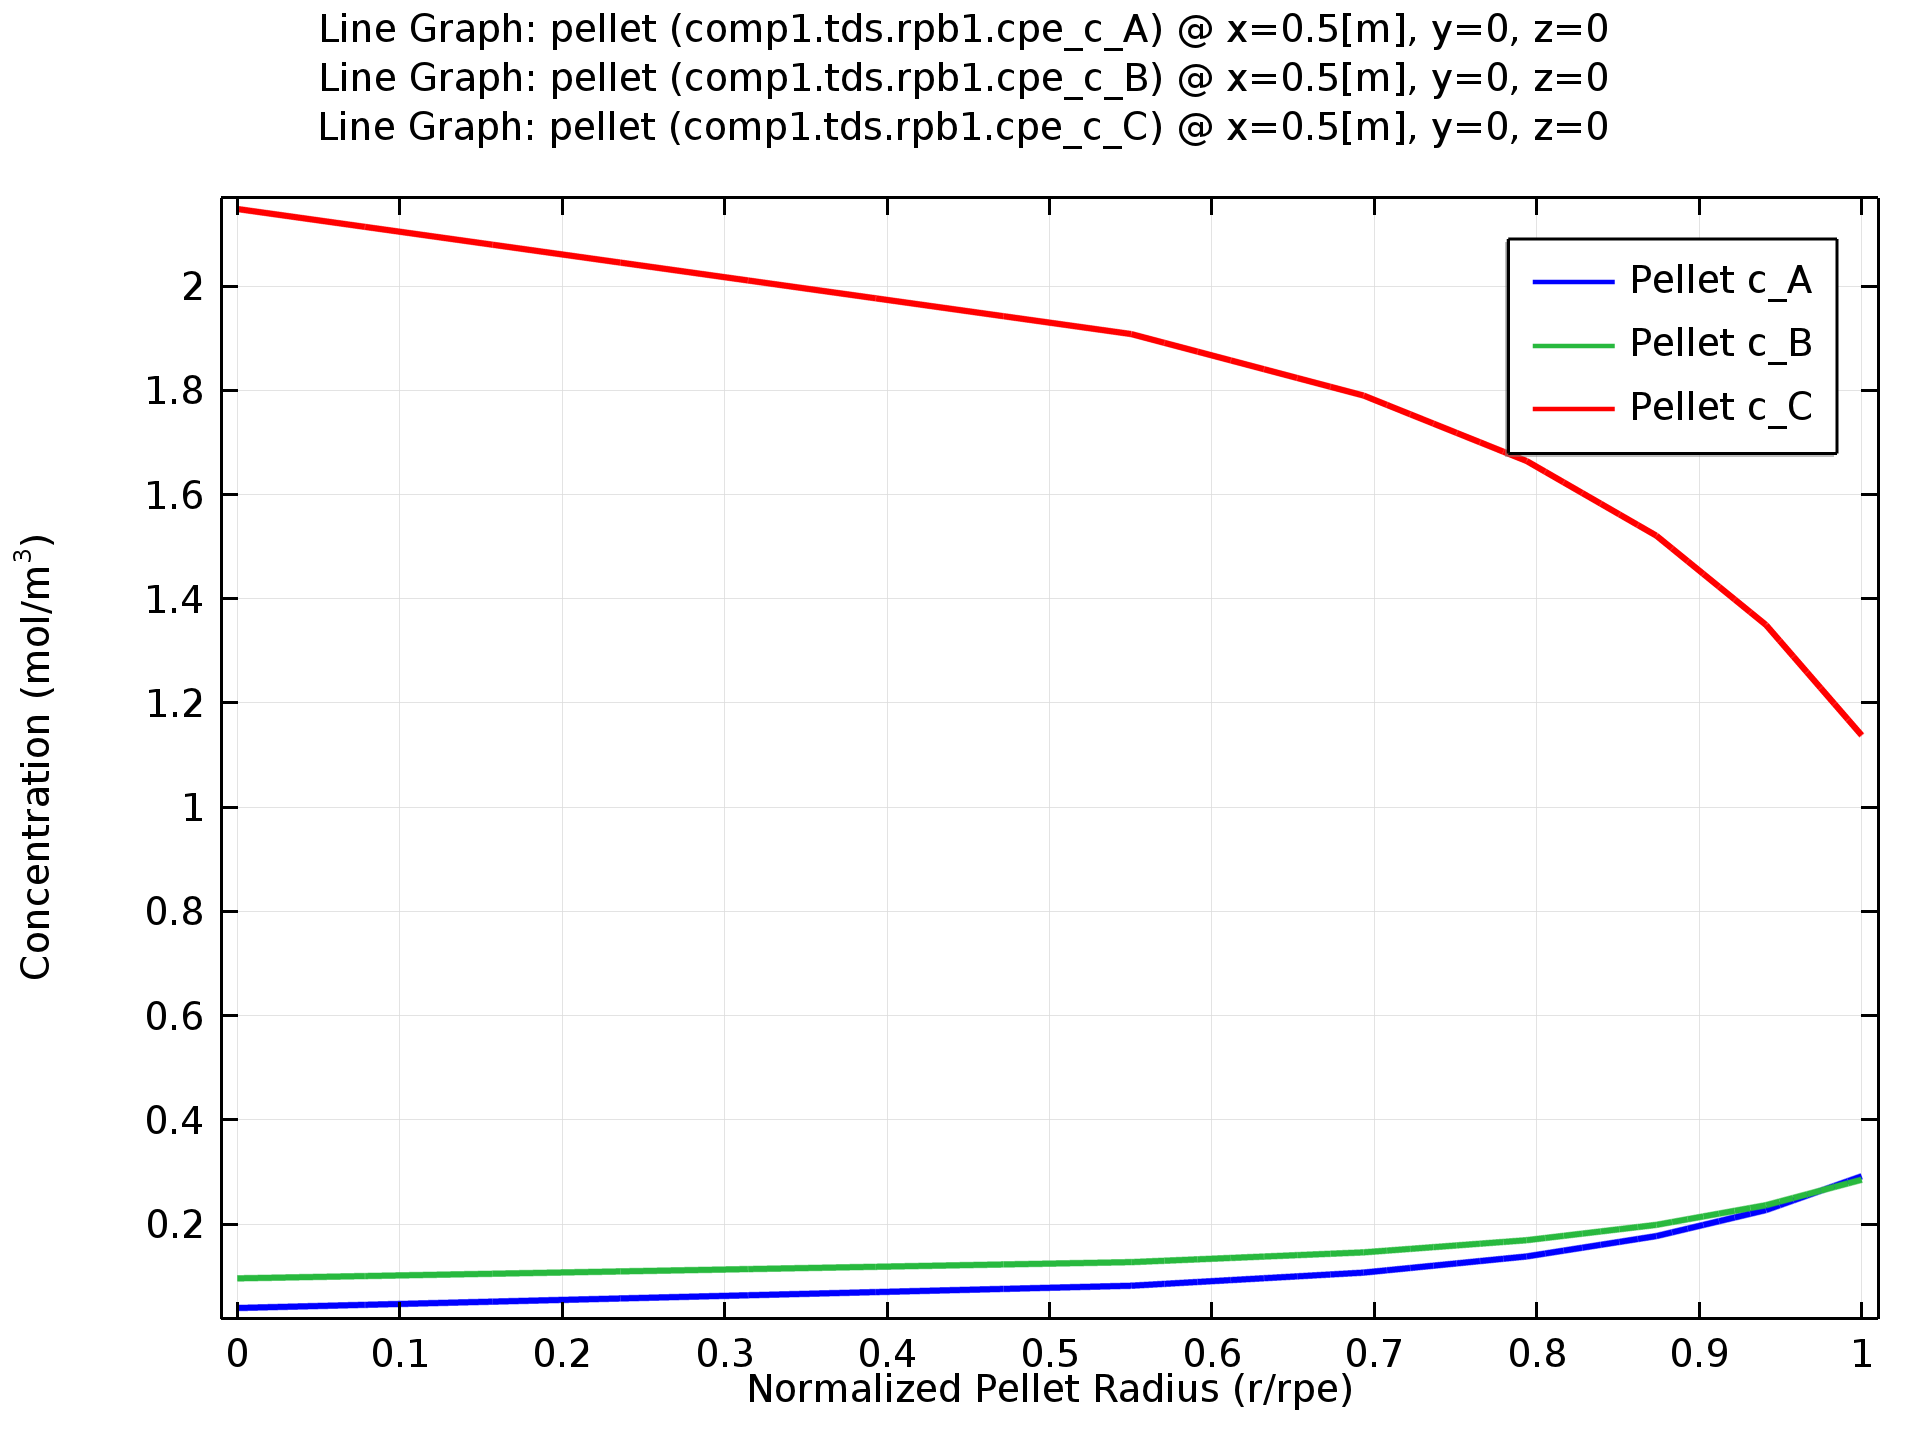 Line Graph: pellet (comp1.tds.rpb1.cpe_c_A) @ x=0.5[m], y=0, z=0
Line Graph: pellet (comp1.tds.rpb1.cpe_c_B) @ x=0.5[m], y=0, z=0
Line Graph: pellet (comp1.tds.rpb1.cpe_c_C) @ x=0.5[m], y=0, z=0
Pellet c_A
Pellet c_B
Pellet c_C
Concentration (mol/m³)
2
1.8
1.6
1.4
1.2
1
0.8
0.6
0.4
0.2
0 0.1 0.2 0.3 0.4 0.5 0.6 0.7 0.8 0.9 1
Normalized Pellet Radius (r/rpe)